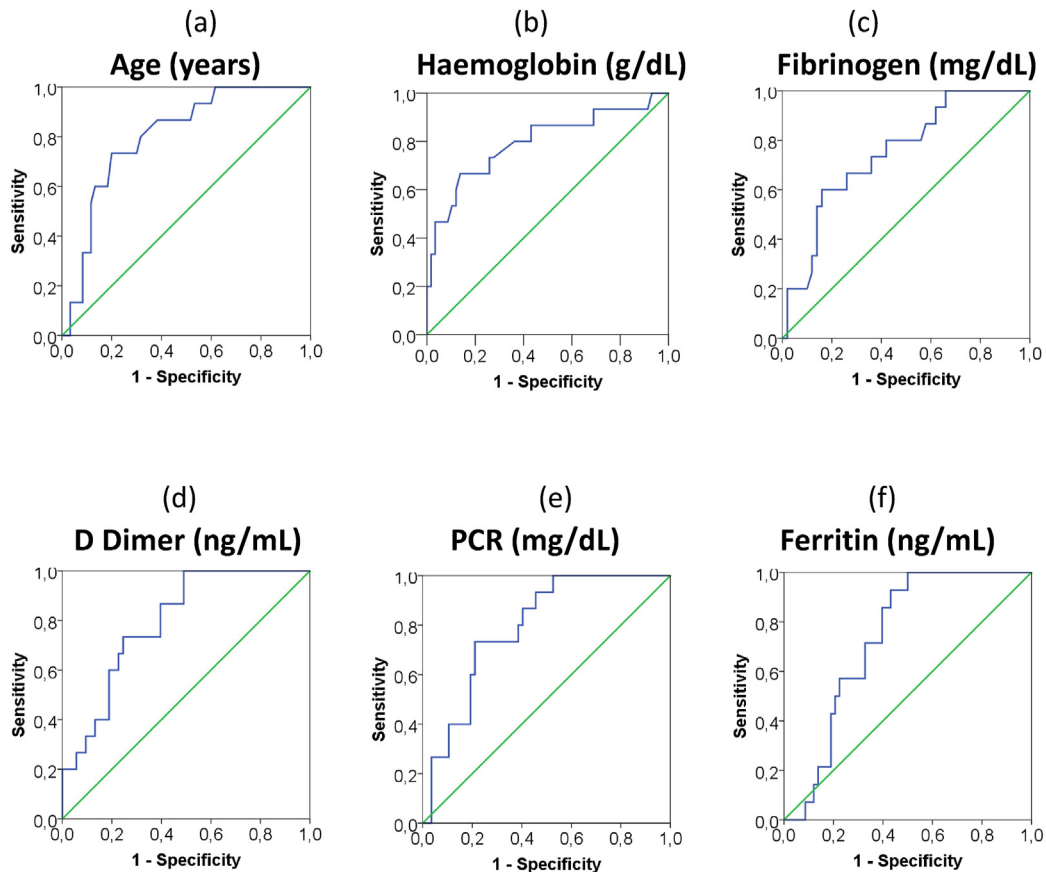 (a)
Age (years)
1,0
0,8
0,6
0,4
0,2
0,0
Sensitivity
0,0 0,2 0,4 0,6 0,8 1,0
1 - Specificity
(b)
Haemoglobin (g/dL)
1,0
0,8
0,6
0,4
0,2
0,0
Sensitivity
0,0 0,2 0,4 0,6 0,8 1,0
1 - Specificity
(c)
Fibrinogen (mg/dL)
1,0
0,8
0,6
0,4
0,2
0,0
Sensitivity
0,0 0,2 0,4 0,6 0,8 1,0
1 - Specificity
(d)
D Dimer (ng/mL)
1,0
0,8
0,6
0,4
0,2
0,0
Sensitivity
0,0 0,2 0,4 0,6 0,8 1,0
1 - Specificity
(e)
PCR (mg/dL)
1,0
0,8
0,6
0,4
0,2
0,0
Sensitivity
0,0 0,2 0,4 0,6 0,8 1,0
1 - Specificity
(f)
Ferritin (ng/mL)
1,0
0,8
0,6
0,4
0,2
0,0
Sensitivity
0,0 0,2 0,4 0,6 0,8 1,0
1 - Specificity